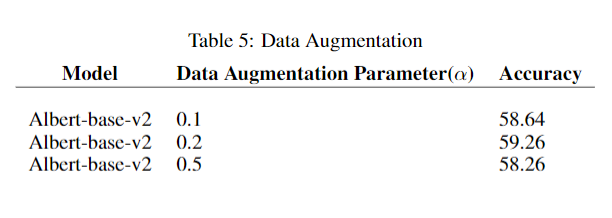 Table 5: Data Augmentation
Model Data Augmentation Parameter(α) Accuracy
Albert-base-v2 0.1 58.64
Albert-base-v2 0.2 59.26
Albert-base-v2 0.5 58.26